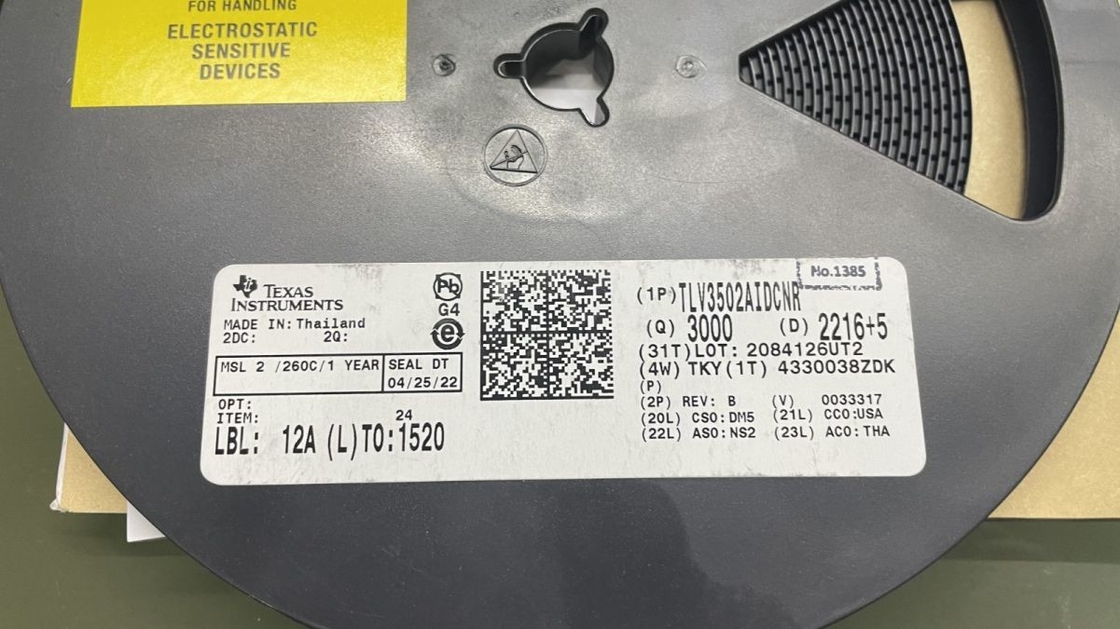 FOR HANDLING
ELECTROSTATIC
SENSITIVE
DEVICES
TEXAS
INSTRUMENTS
MADE IN: Thailand
2DC: 2Q:
Pb
G4
e
MSL 2 /260C/1 YEAR
SEAL DT
04/25/22
OPT:
ITEM: 24
LBL: 12A (L)TO:1520
No.1385
(1P) TLV3502AIDCNR
(Q) 3000 (D) 2216+5
(31T) LOT: 2084126UT2
(4W) TKY (1T) 4330038ZDK
(P)
(2P) REV: B (V) 0033317
(20L) CSO:DM5 (21L) CCO:USA
(22L) ASO:NS2 (23L) ACO:THA